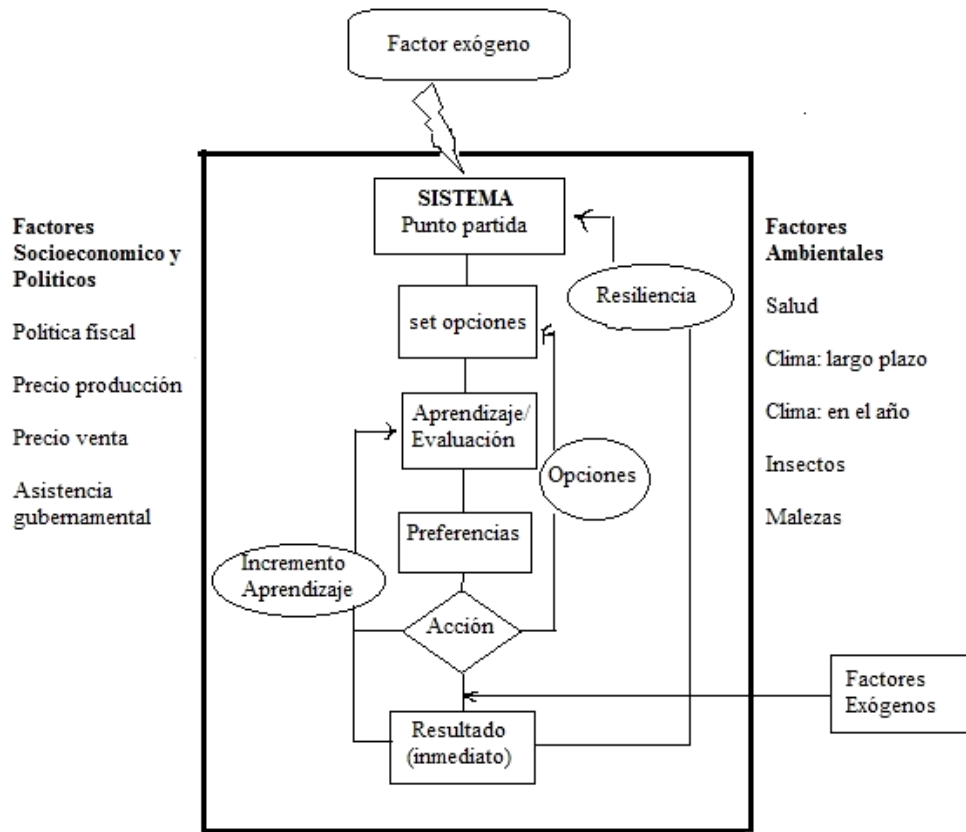 Factor exógeno
SISTEMA
Punto partida
Factores
Socioeconomico y
Politicos
Politica fiscal
Precio producción
Precio venta
Asistencia
gubernamental
set opciones
Aprendizaje/
Evaluación
Preferencias
Acción
Resultado
(inmediato)
Incremento
Aprendizaje
Opciones
Resiliencia
Factores
Ambientales
Salud
Clima: largo plazo
Clima: en el año
Insectos
Malezas
Factores
Exógenos